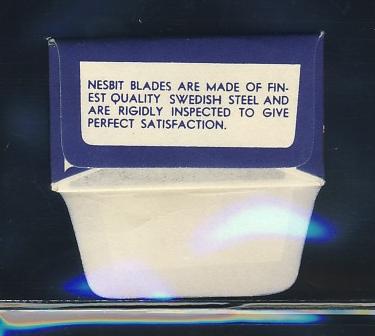 NESBIT BLADES ARE MADE OF FIN-
EST QUALITY SWEDISH STEEL AND
ARE RIGIDLY INSPECTED TO GIVE
PERFECT SATISFACTION.